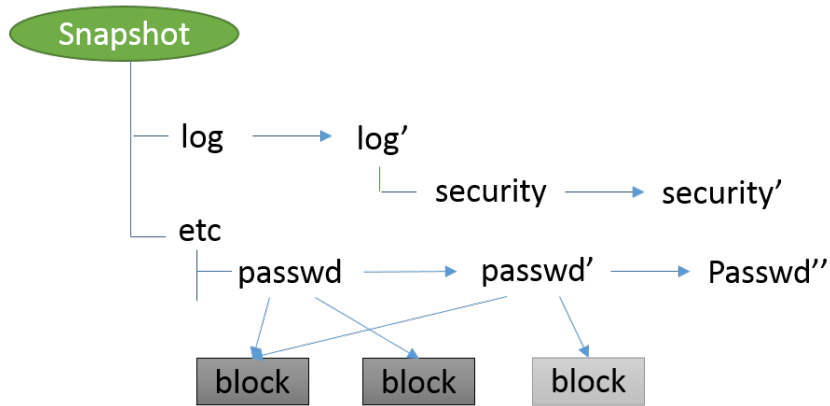 Snapshot
log log’
security security’
etc
passwd passwd’ Passwd’’
block block block